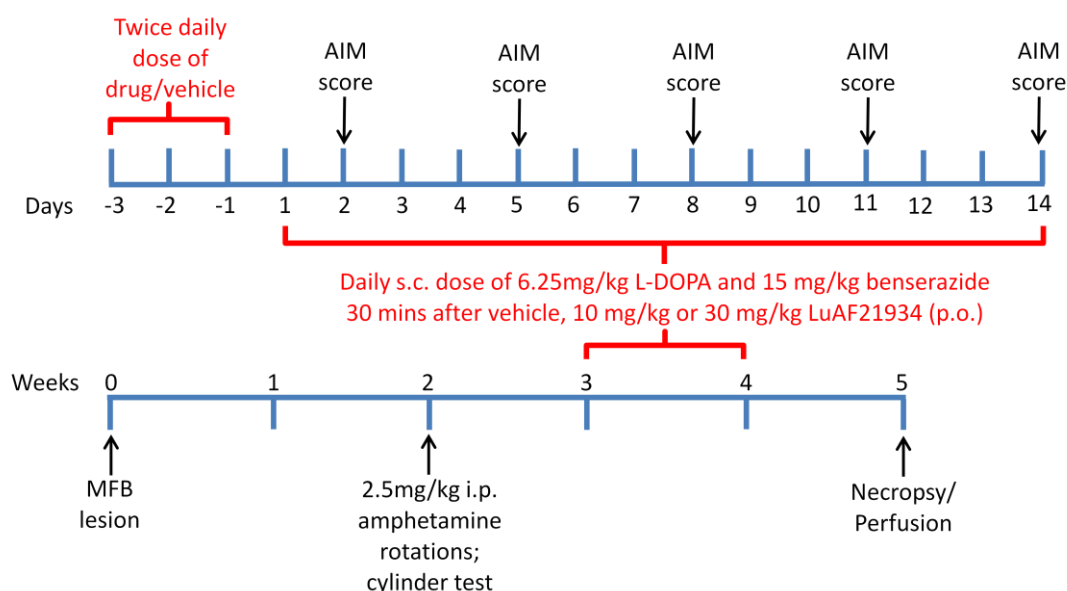 Twice daily
dose of
drug/vehicle
AIM
score
AIM
score
AIM
score
AIM
score
AIM
score
Days -3 -2 -1 1 2 3 4 5 6 7 8 9 10 11 12 13 14
Daily s.c. dose of 6.25mg/kg L-DOPA and 15 mg/kg benserazide
30 mins after vehicle, 10 mg/kg or 30 mg/kg LuAF21934 (p.o.)
Weeks 0 1 2 3 4 5
MFB
lesion
2.5mg/kg i.p.
amphetamine
rotations;
cylinder test
Necropsy/
Perfusion